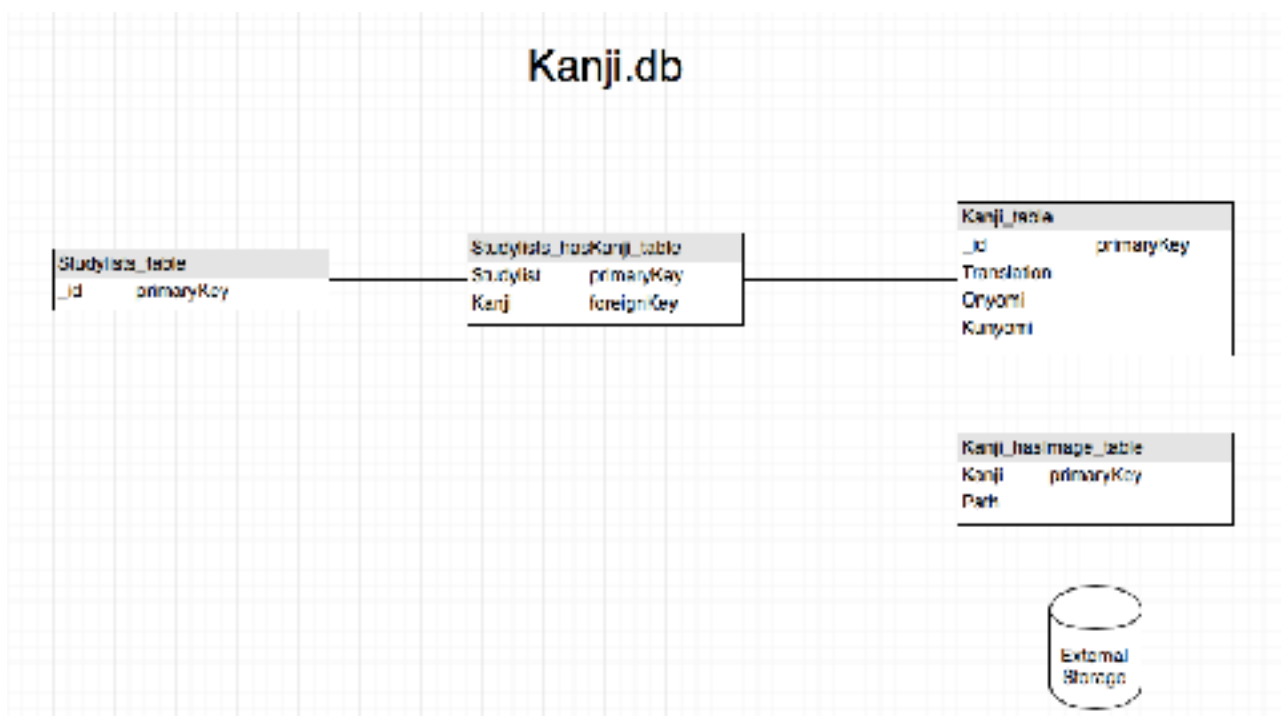 Kanji.db
Studylists_table
_id primaryKey
Studylists_hasKanji_table
Studylist primaryKey
Kanji foreignKey
Kanji_table
_id primaryKey
Translation
Onyomi
Kunyomi
Kanji_hasImage_table
Kanji primaryKey
Path
External
Storage